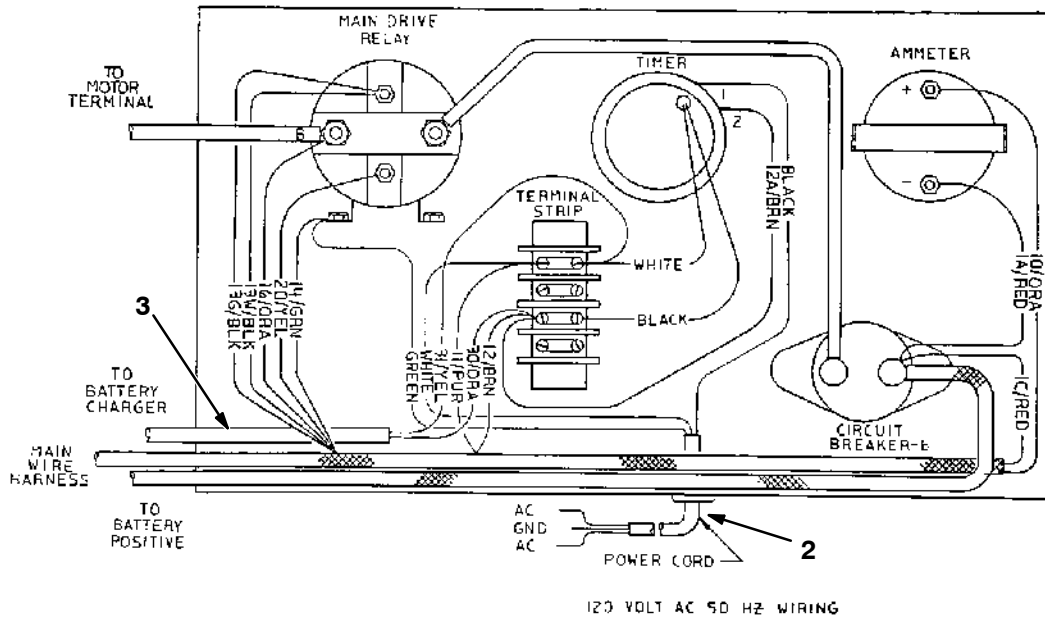 MAIN DRIVE
RELAY
TO
MOTOR
TERMINAL
6
TIMER
1
2
AMMETER
+
-
TERMINAL
STRIP
WHITE
BLACK
BLACK
12A/BRN
10/ORA
1A/RED
1C/RED
13G/BLK
13W/BLK
16/ORA
20/YEL
14/GRN
3
GREEN
WHITE
31/YEL
11/PUR
30/ORA
12/BRN
TO
BATTERY
CHARGER
CIRCUIT
BREAKER-E
MAIN
WIRE
HARNESS
TO
BATTERY
POSITIVE
AC
GND
AC
POWER CORD
2
120 VOLT AC 50 HZ WIRING